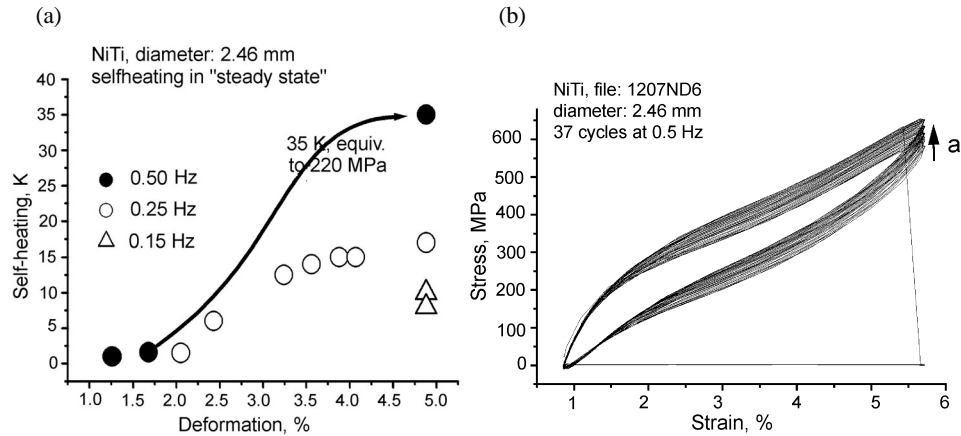 (a)
NiTi, diameter: 2.46 mm
selfheating in "steady state"
40
35
30
25
20
15
10
5
0
Self-heating, K
35 K, equiv.
to 220 MPa
0.50 Hz
0.25 Hz
0.15 Hz
1.0 1.5 2.0 2.5 3.0 3.5 4.0 4.5 5.0
Deformation, %
(b)
NiTi, file: 1207ND6
diameter: 2.46 mm
37 cycles at 0.5 Hz
600
500
400
300
200
100
0
Stress, MPa
a
1 2 3 4 5 6
Strain, %